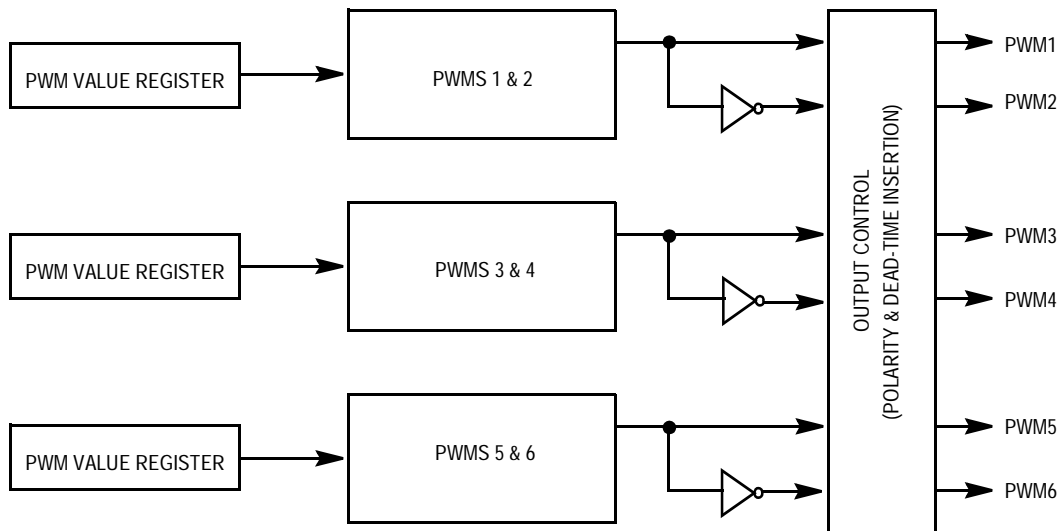 PWM VALUE REGISTER
PWMS 1 & 2
PWM1
PWM2
PWM VALUE REGISTER
PWMS 3 & 4
PWM3
PWM4
PWM VALUE REGISTER
PWMS 5 & 6
PWM5
PWM6
OUTPUT CONTROL
(POLARITY & DEAD-TIME INSERTION)